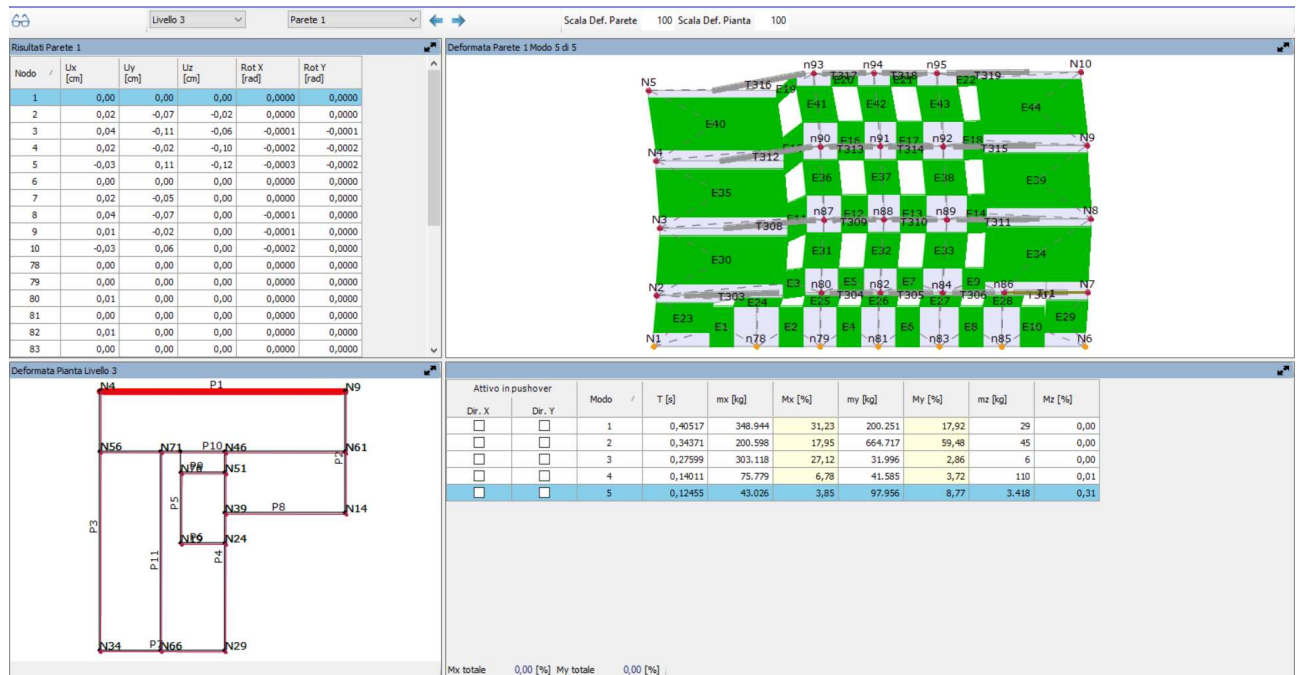 Livello 3 Parete 1 Scala Def. Parete 100 Scala Def. Pianta 100
Risultati Parete 1
Nodo / Ux [cm] Uy [cm] Uz [cm] Rot X [rad] Rot Y [rad]
1 0,00 0,00 0,00 0,0000 0,0000
2 0,02 -0,07 -0,02 0,0000 0,0000
3 0,04 -0,11 -0,06 -0,0001 -0,0001
4 0,02 -0,02 -0,10 -0,0002 -0,0002
5 -0,03 0,11 -0,12 -0,0003 -0,0002
6 0,00 0,00 0,00 0,0000 0,0000
7 0,02 -0,05 0,00 0,0000 0,0000
8 0,04 -0,07 0,00 -0,0001 0,0000
9 0,01 -0,02 0,00 -0,0001 0,0000
10 -0,03 0,06 0,00 -0,0002 0,0000
78 0,00 0,00 0,00 0,0000 0,0000
79 0,00 0,00 0,00 0,0000 0,0000
80 0,01 0,00 0,00 0,0000 0,0000
81 0,00 0,00 0,00 0,0000 0,0000
82 0,01 0,00 0,00 0,0000 0,0000
83 0,00 0,00 0,00 0,0000 0,0000
Deformata Parete 1 Modo 5 di 5
n93 n94 n95 N10
N5 T316 E19 T317 E20 T318 E21 E22 T319
E40 E41 E42 E43 E44
N4 T312 n90 E16 T313 n91 E17 T314 n92 E18 T315 N9
E35 E36 E37 E38 E39
N3 T308 n87 E12 T309 n88 E13 T310 n89 E14 T311 N8
E30 E31 E32 E33 E34
N2 T303 E3 n80 T304 E5 n82 T305 E7 n84 T306 E9 n86 N7
E23 E24 E25 E26 E27 E28 E29
E1 E2 E4 E6 E8 E10
N1 n78 n79 n81 n83 n85 N6
Deformata Pianta Livello 3
N4 P1 N9
N56 N71 P10 N46 N61
P2
N51
P5
N39 P8 N14
P3
N24
P11 P4
N34 N66 N29
Attivo in pushover
Dir. X Dir. Y Modo / T [s] mx [kg] Mx [%] my [kg] My [%] mz [kg] Mz [%]
1 0,40517 348.944 31,23 200.251 17,92 29 0,00
2 0,34371 200.598 17,95 664.717 59,48 45 0,00
3 0,27599 303.118 27,12 31.996 2,86 6 0,00
4 0,14011 75.779 6,78 41.585 3,72 110 0,01
5 0,12455 43.026 3,85 97.956 8,77 3.418 0,31
Mx totale 0,00 [%] My totale 0,00 [%]